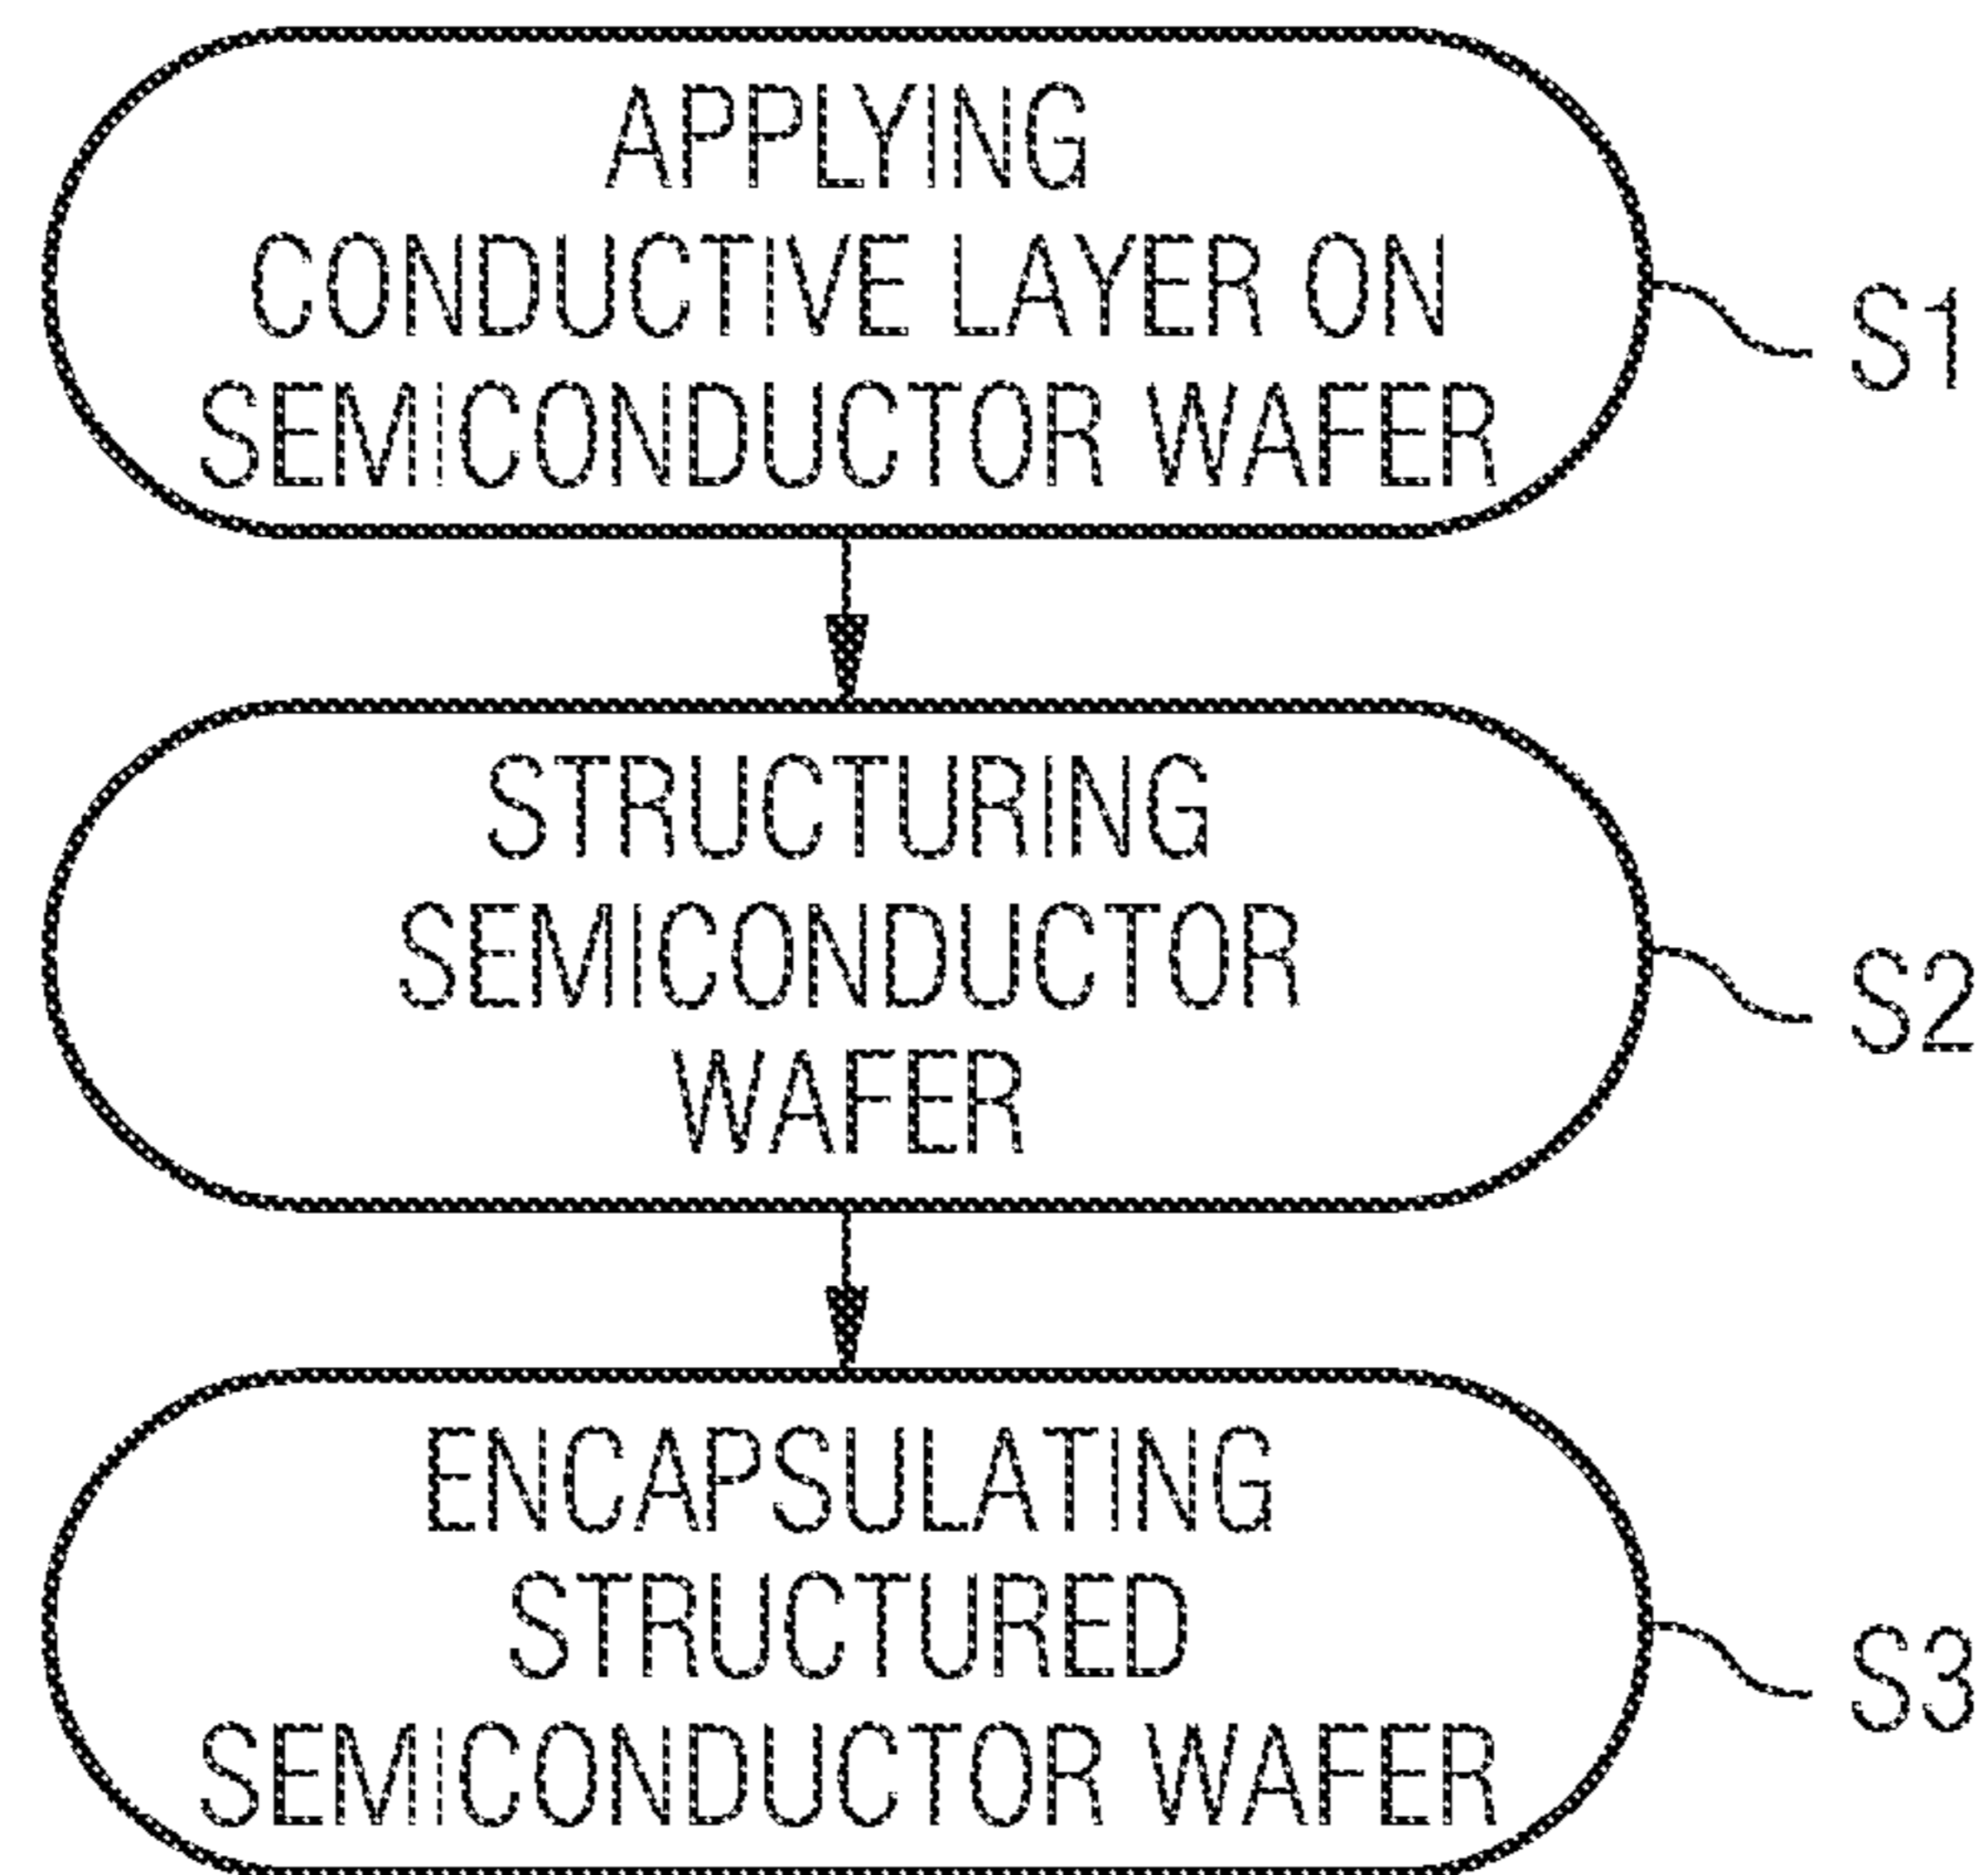 APPLYING
CONDUCTIVE LAYER ON
SEMICONDUCTOR WAFER
S1
STRUCTURING
SEMICONDUCTOR
WAFER
S2
ENCAPSULATING
STRUCTURED
SEMICONDUCTOR WAFER
S3